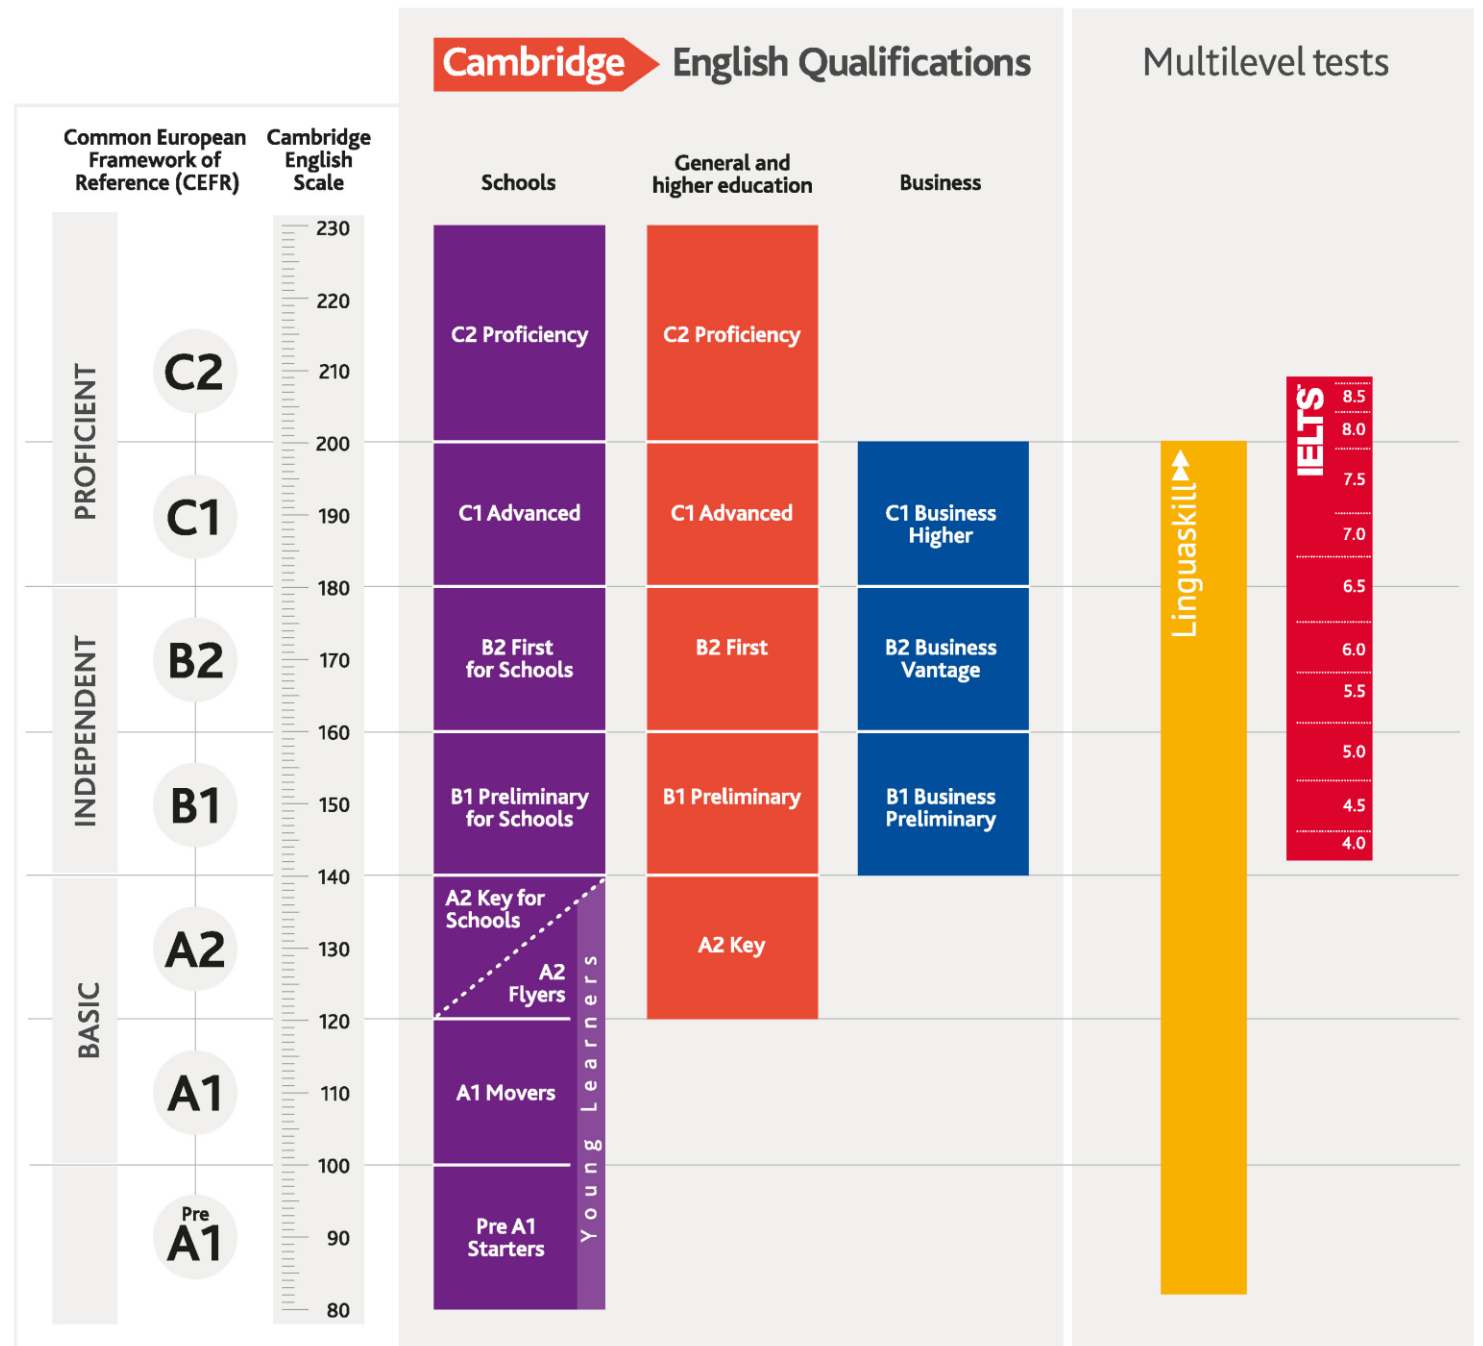 Cambridge English Qualifications
Multilevel tests
Common European
Framework of
Reference (CEFR)
Cambridge
English
Scale
Schools
General and
higher education
Business
PROFICIENT
INDEPENDENT
BASIC
C2
C1
B2
B1
A2
A1
Pre
A1
230
220
210
200
190
180
170
160
150
140
130
120
110
100
90
80
C2 Proficiency
C1 Advanced
B2 First
for Schools
B1 Preliminary
for Schools
A2 Key for
Schools
A2
Flyers
A1 Movers
Pre A1
Starters
Young Learners
C2 Proficiency
C1 Advanced
B2 First
B1 Preliminary
A2 Key
C1 Business
Higher
B2 Business
Vantage
B1 Business
Preliminary
Linguaskill
IELTS™
8.5
8.0
7.5
7.0
6.5
6.0
5.5
5.0
4.5
4.0